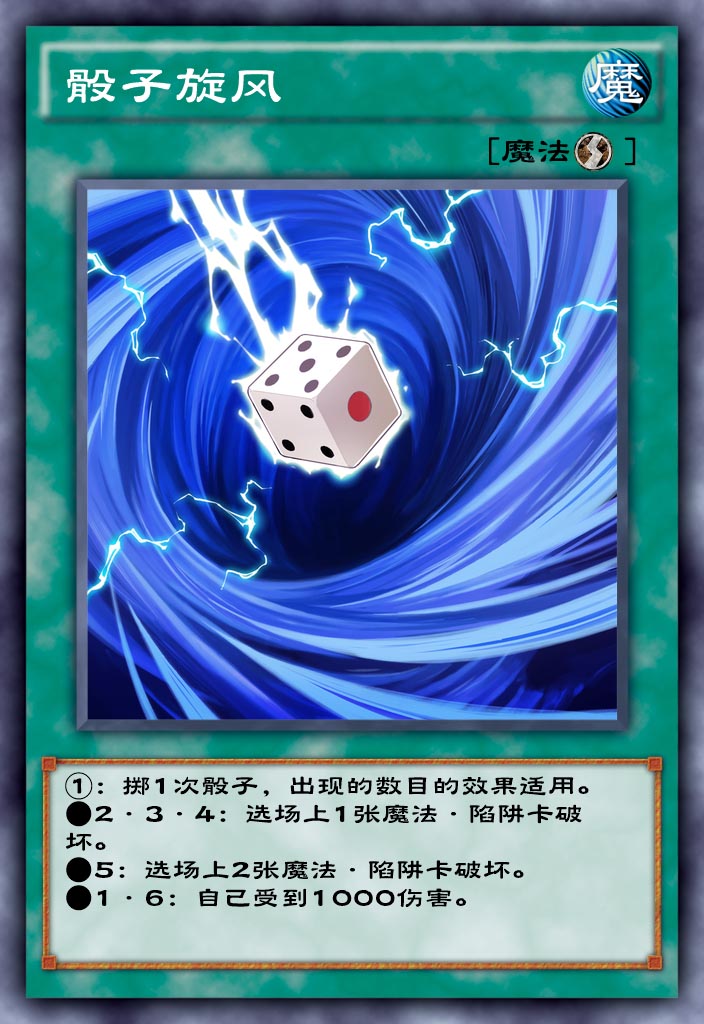 骰子旋风
魔
[魔法 ]
①：掷1次骰子，出现的数目的效果适用。
●2·3·4：选场上1张魔法·陷阱卡破
坏。
●5：选场上2张魔法·陷阱卡破坏。
●1·6：自己受到1000伤害。